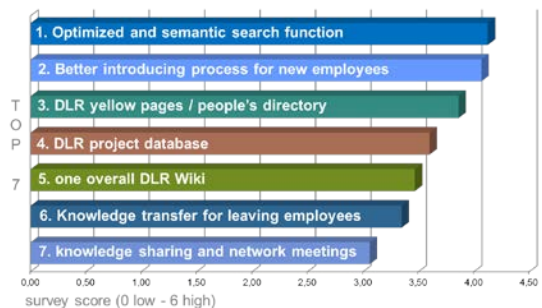 1. Optimized and semantic search function
2. Better introducing process for new employees
3. DLR yellow pages / people's directory
4. DLR project database
5. one overall DLR Wiki
6. Knowledge transfer for leaving employees
7. knowledge sharing and network meetings
TOP 7
0,00 0,50 1,00 1,50 2,00 2,50 3,00 3,50 4,00 4,50
survey score (0 low - 6 high)